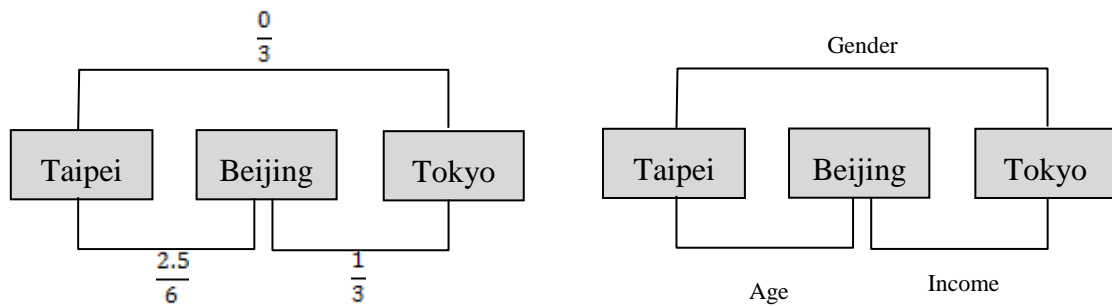 0/3
Taipei
Beijing
Tokyo
2.5/6
1/3
Gender
Taipei
Beijing
Tokyo
Age
Income